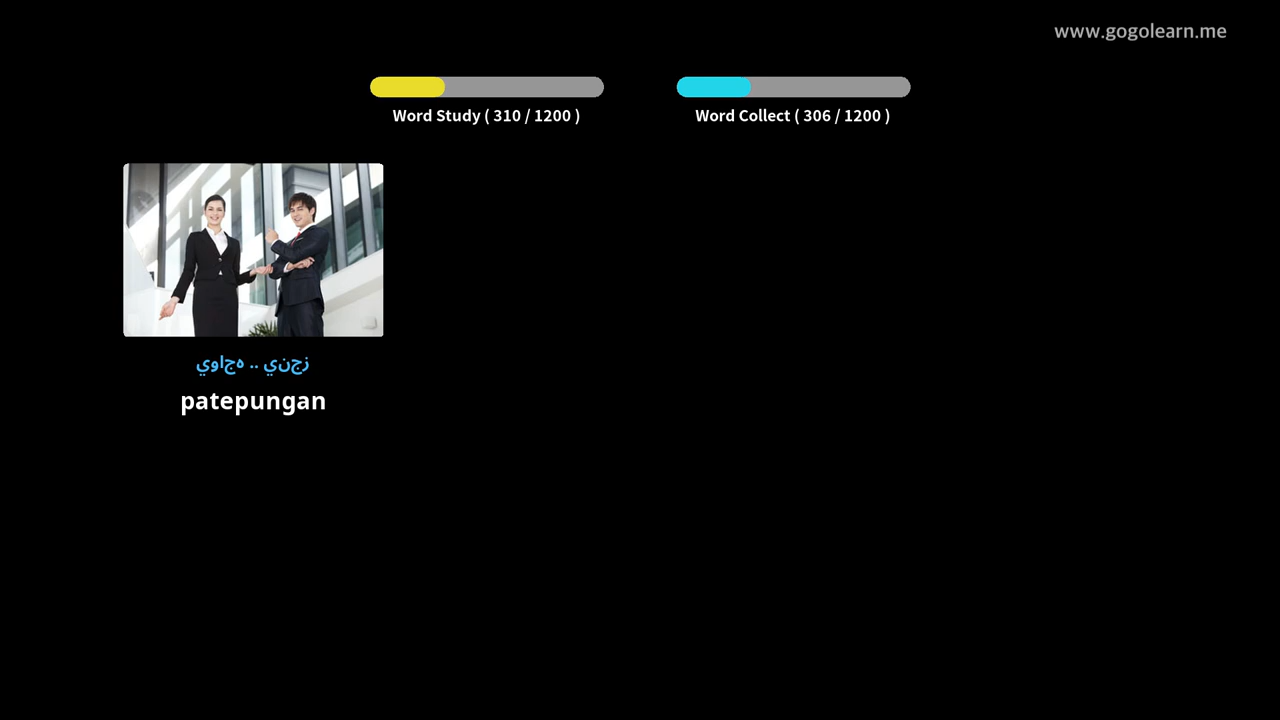 www.gogolearn.me
Word Study ( 310 / 1200 )
Word Collect ( 306 / 1200 )
زجني .. هجاوي
patepungan